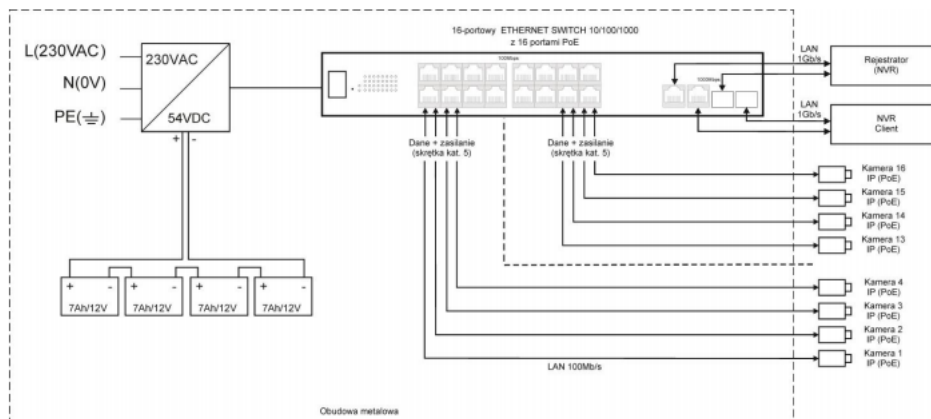 16-portowy ETHERNET SWITCH 10/100/1000
z 16 portami PoE
100Mbps
1000Mbps
L(230VAC)
N(0V)
PE(⏚)
230VAC
54VDC
+ -
LAN
1Gb/s
Rejestrator
(NVR)
LAN
1Gb/s
NVR
Client
Dane + zasilanie
(skrętka kat. 5)
Dane + zasilanie
(skrętka kat. 5)
Kamera 16
IP (PoE)
Kamera 15
IP (PoE)
Kamera 14
IP (PoE)
Kamera 13
IP (PoE)
Kamera 4
IP (PoE)
Kamera 3
IP (PoE)
Kamera 2
IP (PoE)
Kamera 1
IP (PoE)
+ -
7Ah/12V
+ -
7Ah/12V
+ -
7Ah/12V
+ -
7Ah/12V
LAN 100Mb/s
Obudowa metalowa